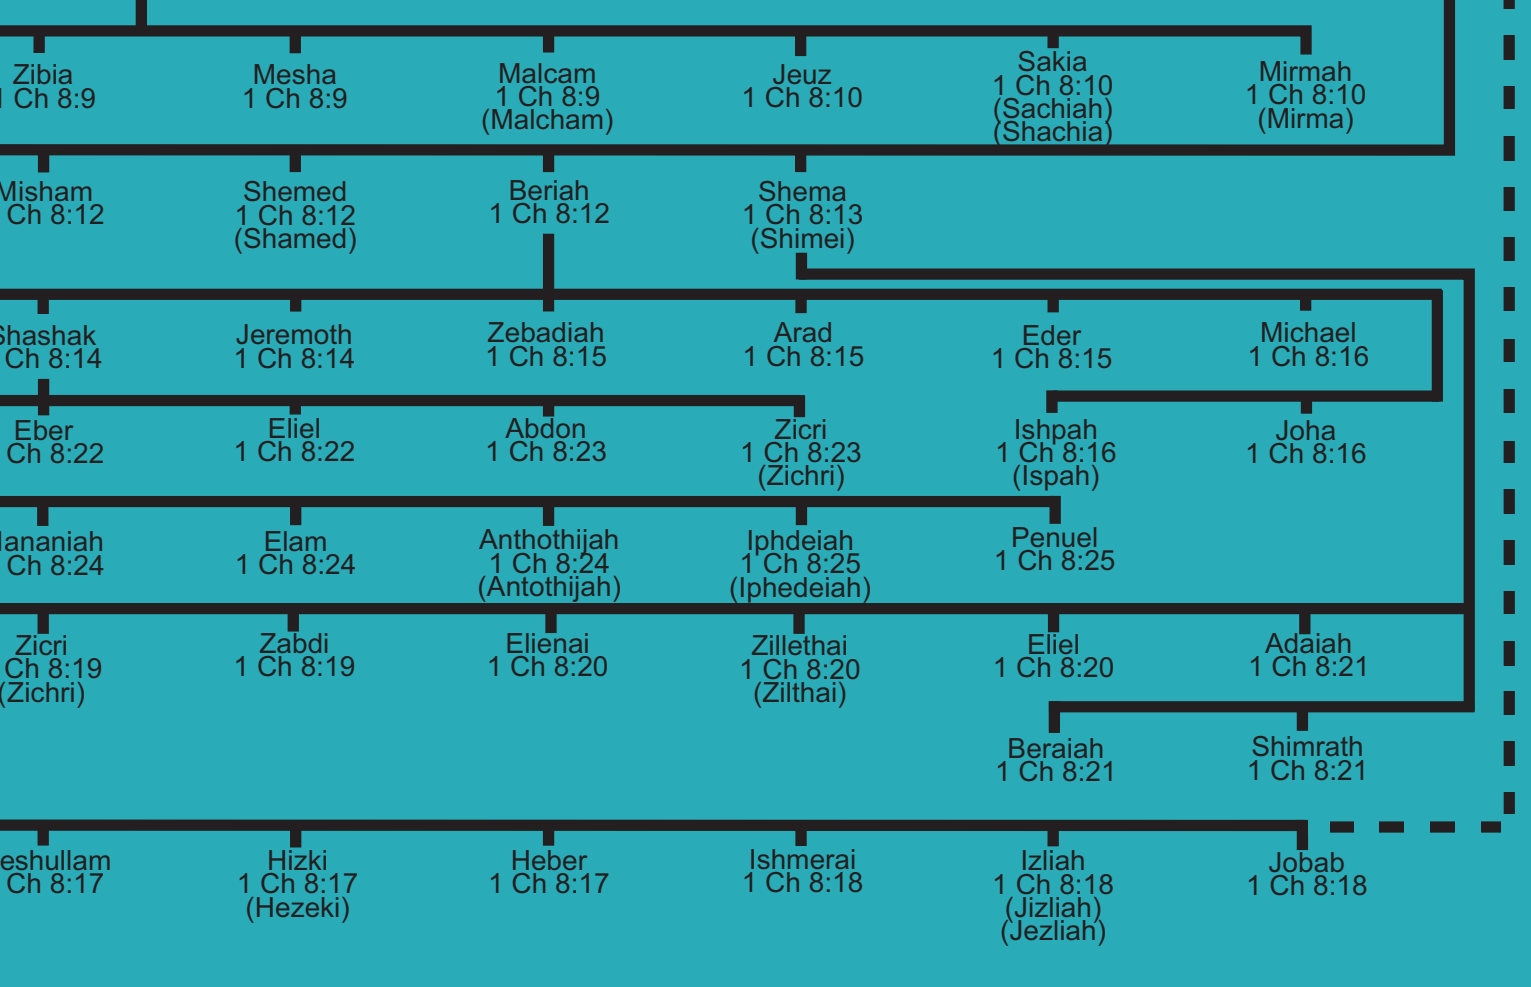 Zibia
Ch 8:9
Mesha
1 Ch 8:9
Malcam
1 Ch 8:9
(Malcham)
Jeuz
1 Ch 8:10
Sakia
1 Ch 8:10
(Sachiah)
(Shachia)
Mirmah
1 Ch 8:10
(Mirma)
Misham
Ch 8:12
Shemed
1 Ch 8:12
(Shamed)
Beriah
1 Ch 8:12
Shema
1 Ch 8:13
(Shimei)
Shashak
Ch 8:14
Jeremoth
1 Ch 8:14
Zebadiah
1 Ch 8:15
Arad
1 Ch 8:15
Eder
1 Ch 8:15
Michael
1 Ch 8:16
Eber
Ch 8:22
Eliel
1 Ch 8:22
Abdon
1 Ch 8:23
Zicri
1 Ch 8:23
(Zichri)
Ishpah
1 Ch 8:16
(Ispah)
Joha
1 Ch 8:16
ananiah
Ch 8:24
Elam
1 Ch 8:24
Anthothijah
1 Ch 8:24
(Antothijah)
Iphdeiah
1 Ch 8:25
(Iphedeiah)
Penuel
1 Ch 8:25
Zicri
Ch 8:19
(Zichri)
Zabdi
1 Ch 8:19
Elienai
1 Ch 8:20
Zillethai
1 Ch 8:20
(Zilthai)
Eliel
1 Ch 8:20
Adaiah
1 Ch 8:21
Beraiah
1 Ch 8:21
Shimrath
1 Ch 8:21
eshullam
Ch 8:17
Hizki
1 Ch 8:17
(Hezeki)
Heber
1 Ch 8:17
Ishmerai
1 Ch 8:18
Izliah
1 Ch 8:18
(Jizliah)
(Jezliah)
Jobab
1 Ch 8:18